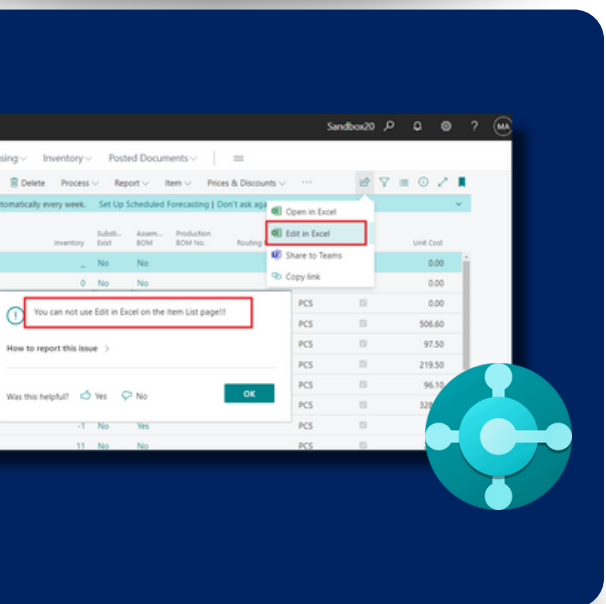 Sandbox20
?
MA
sing Inventory Posted Documents
Delete Process Report Item Prices & Discounts ...
tomatically every week. Set Up Scheduled Forecasting | Don't ask aga
Open in Excel
Edit in Excel
Share to Teams
Copy link
Inventory Substi... Exist Assem... BOM Production BOM No. Routing Unit Cost
_ No No 0.00
0 No No 0.00
PCS 0.00
PCS 506.60
PCS 97.50
PCS 219.50
PCS 96.10
PCS 328
You can not use Edit in Excel on the Item List page!!!
How to report this issue >
Was this helpful? Yes No OK
-1 No Yes PCS
11 No No PCS